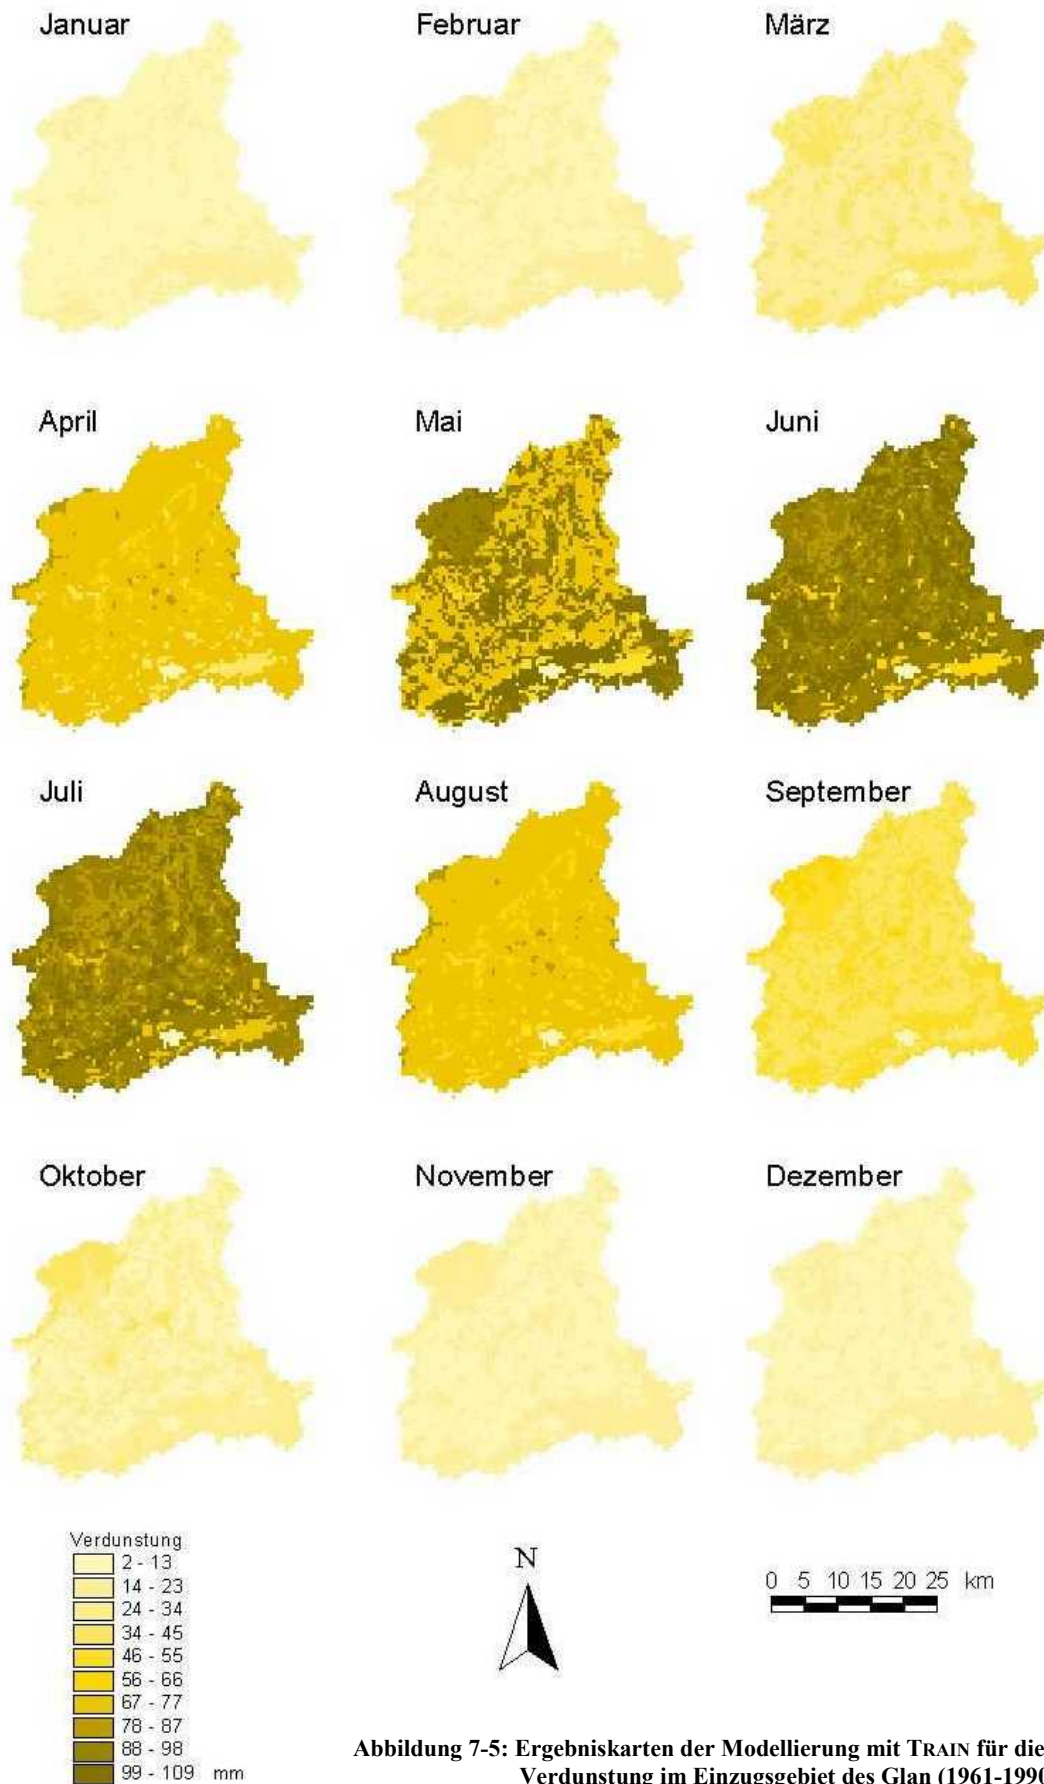 Januar
Februar
März
April
Mai
Juni
Juli
August
September
Oktober
November
Dezember
Verdunstung
2 - 13
14 - 23
24 - 34
34 - 45
46 - 55
56 - 66
67 - 77
78 - 87
88 - 98
99 - 109 mm
N
0 5 10 15 20 25 km
Abbildung 7-5: Ergebniskarten der Modellierung mit TRAIN für die
Verdunstung im Einzugsgebiet des Glan (1961-1990